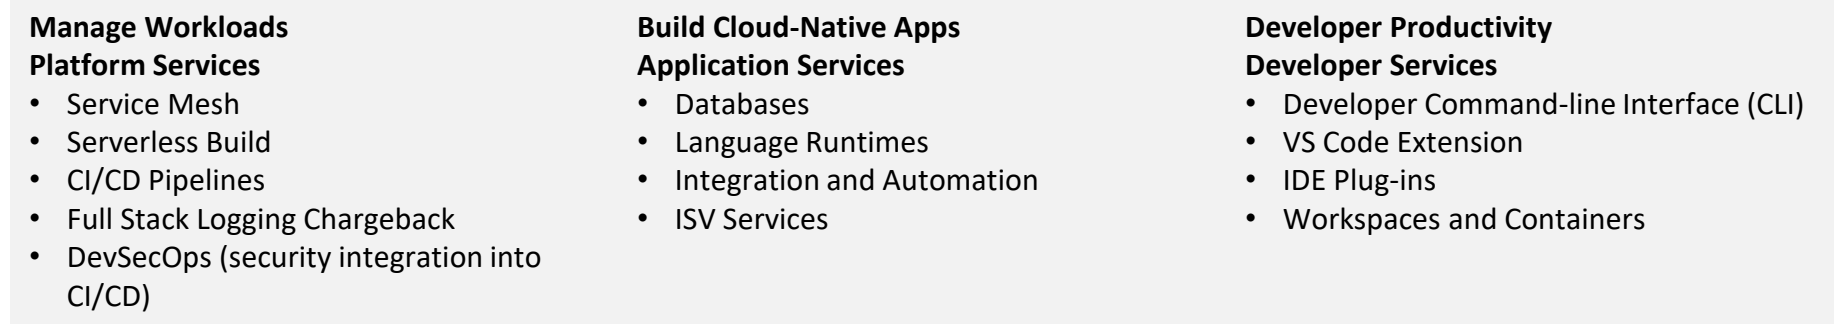 Manage Workloads
Platform Services
• Service Mesh
• Serverless Build
• CI/CD Pipelines
• Full Stack Logging Chargeback
• DevSecOps (security integration into
CI/CD)
Build Cloud-Native Apps
Application Services
• Databases
• Language Runtimes
• Integration and Automation
• ISV Services
Developer Productivity
Developer Services
• Developer Command-line Interface (CLI)
• VS Code Extension
• IDE Plug-ins
• Workspaces and Containers